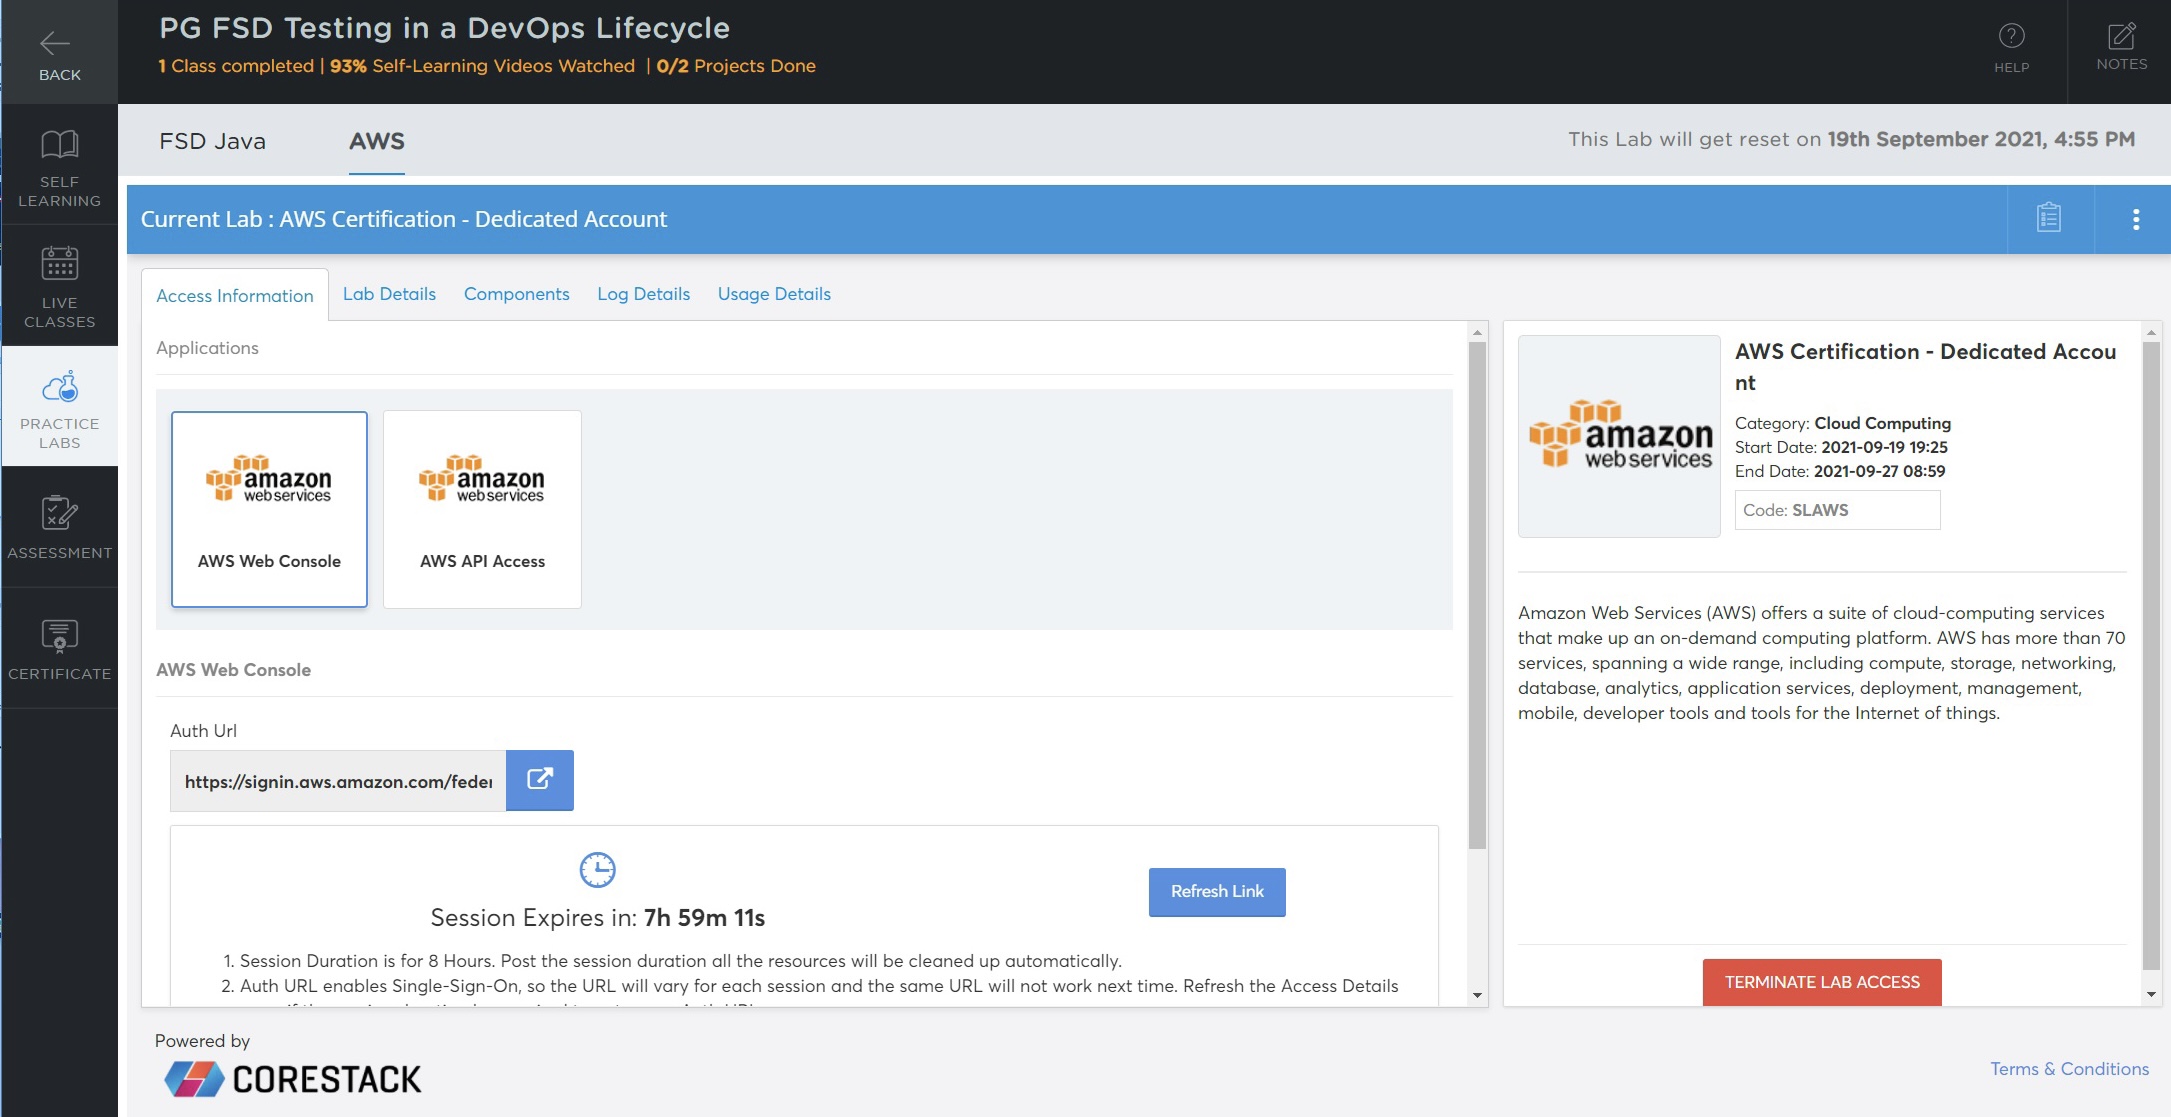 PG FSD Testing in a DevOps Lifecycle
1 Class completed | 93% Self-Learning Videos Watched | 0/2 Projects Done
BACK
HELP
NOTES
SELF
LEARNING
LIVE
CLASSES
PRACTICE
LABS
ASSESSMENT
CERTIFICATE
FSD Java
AWS
This Lab will get reset on 19th September 2021, 4:55 PM
Current Lab : AWS Certification - Dedicated Account
Access Information
Lab Details
Components
Log Details
Usage Details
Applications
amazon
webservices
AWS Web Console
amazon
webservices
AWS API Access
AWS Web Console
Auth Url
https://signin.aws.amazon.com/feder
Session Expires in: 7h 59m 11s
Refresh Link
1. Session Duration is for 8 Hours. Post the session duration all the resources will be cleaned up automatically.
2. Auth URL enables Single-Sign-On, so the URL will vary for each session and the same URL will not work next time. Refresh the Access Details
amazon
webservices
AWS Certification - Dedicated Accou
nt
Category: Cloud Computing
Start Date: 2021-09-19 19:25
End Date: 2021-09-27 08:59
Code: SLAWS
Amazon Web Services (AWS) offers a suite of cloud-computing services
that make up an on-demand computing platform. AWS has more than 70
services, spanning a wide range, including compute, storage, networking,
database, analytics, application services, deployment, management,
mobile, developer tools and tools for the Internet of things.
TERMINATE LAB ACCESS
Powered by
CORESTACK
Terms & Conditions